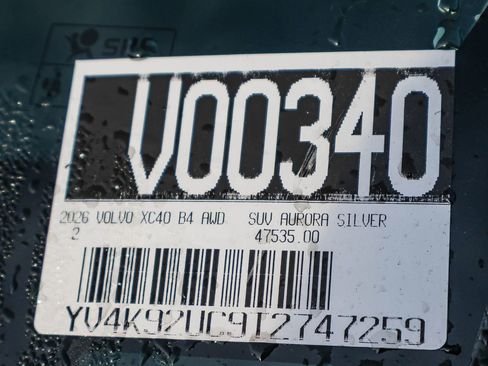 V00340
2026 VOLVO XC40 B4 AWD SUV AURORA SILVER
2 47535.00
YV4K92UC9T2747259